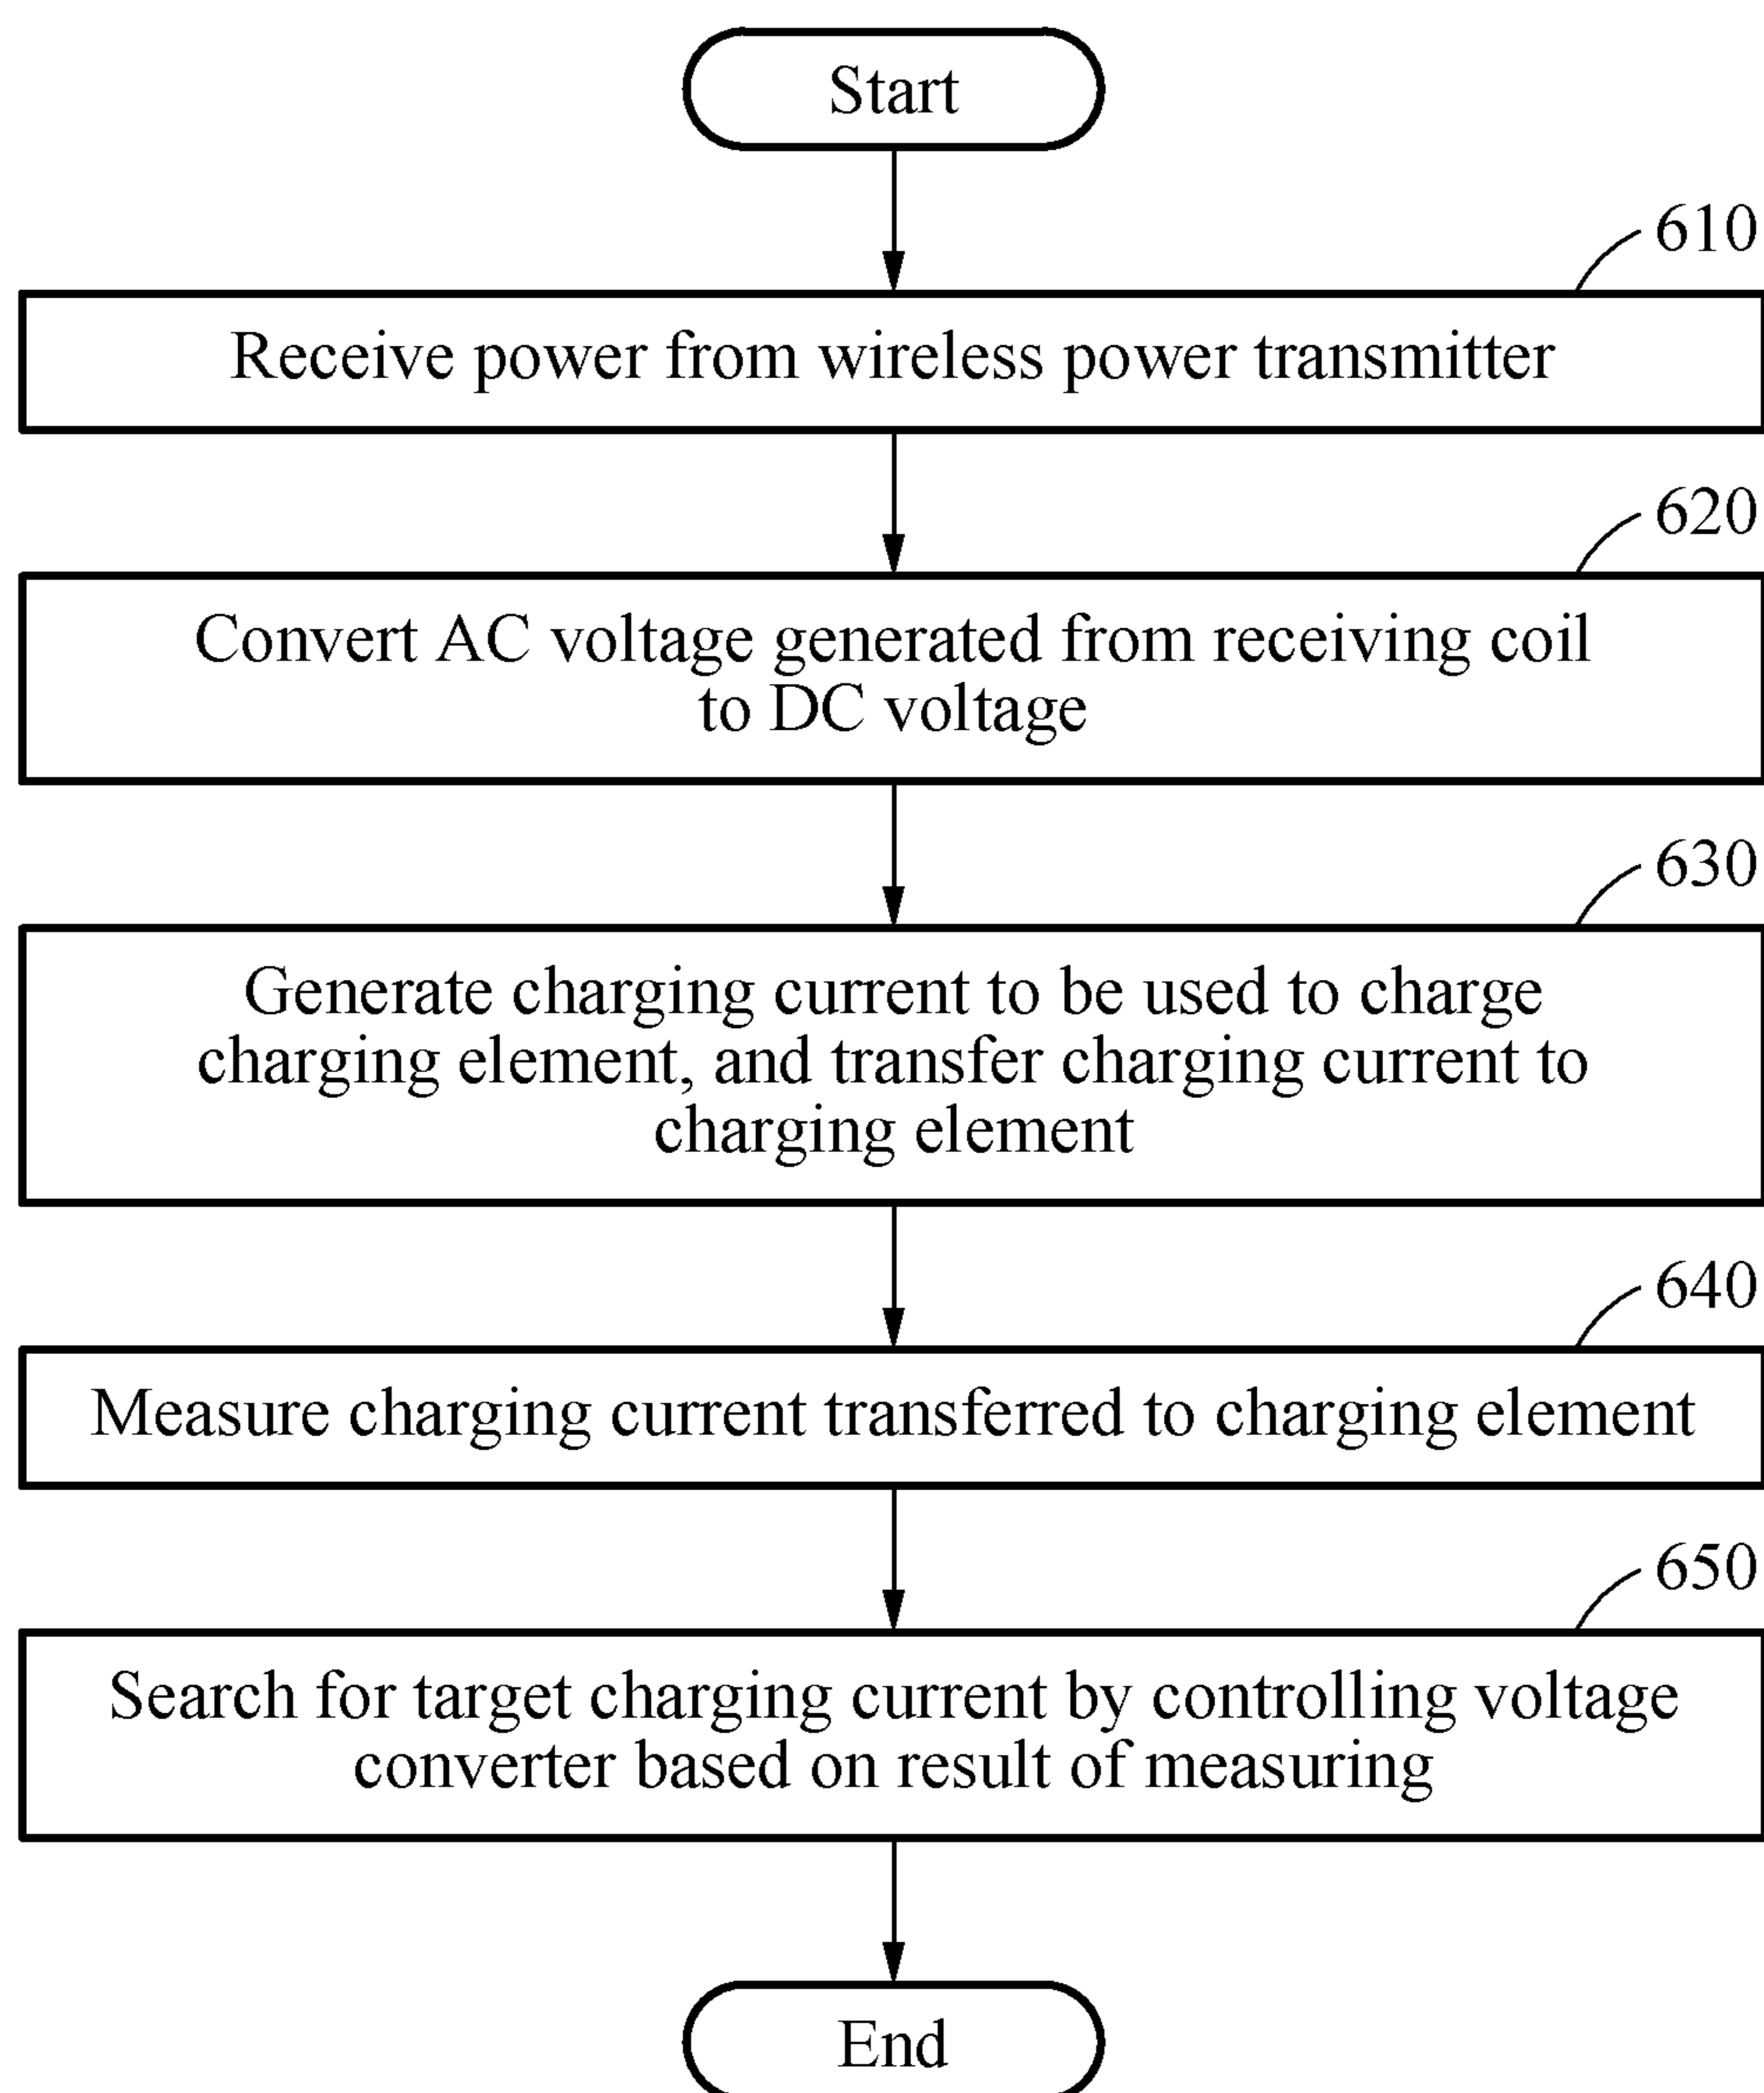 Start
610
Receive power from wireless power transmitter
620
Convert AC voltage generated from receiving coil
to DC voltage
630
Generate charging current to be used to charge
charging element, and transfer charging current to
charging element
640
Measure charging current transferred to charging element
650
Search for target charging current by controlling voltage
converter based on result of measuring
End